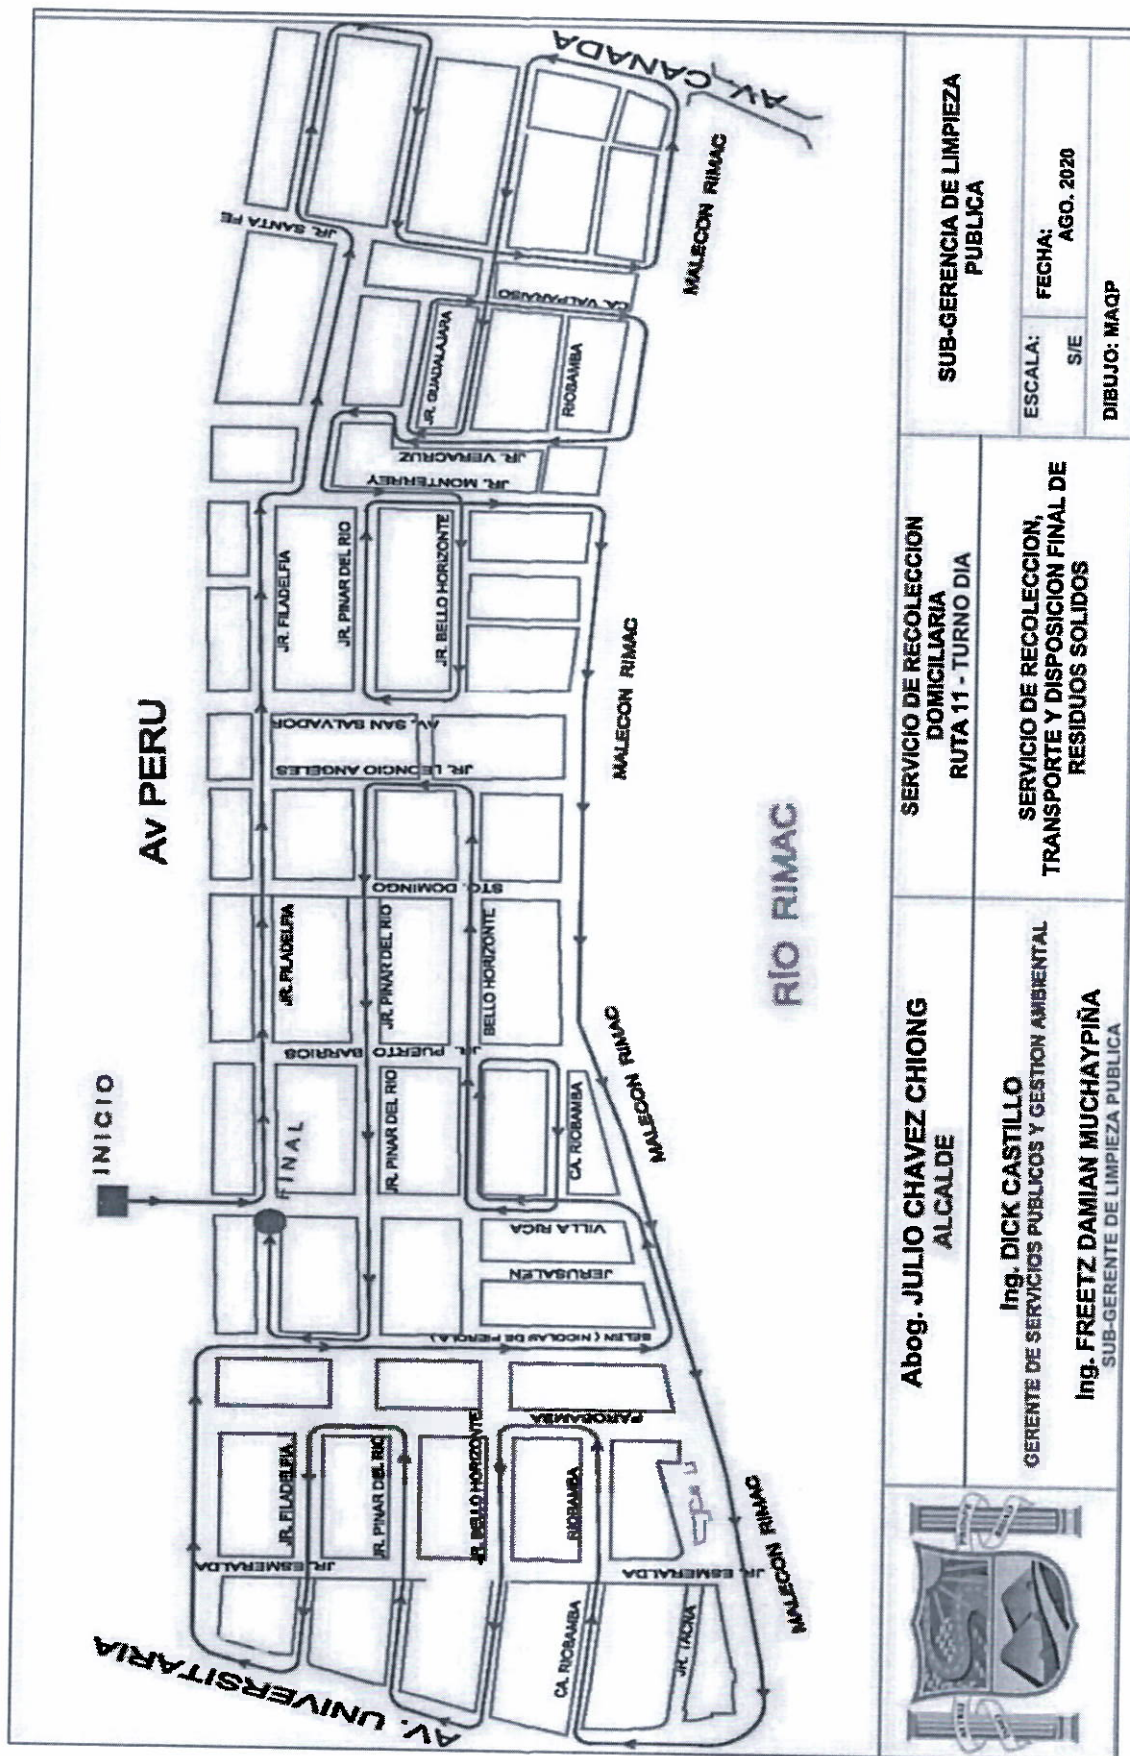 INICIO
Av PERU
FINAL
AV. CANADA
AV. UNIVERSITARIA
JR. SANTA FE
JR. FILADELFIA
JR. FILADELFIA
JR. FILADELFIA
JR. PINAR DEL RIO
JR. PINAR DEL RIO
JR. PINAR DEL RIO
JR. PINAR DEL RIO
JR. BELLO HORIZONTE
BELLO HORIZONTE
JR. BELLO HORIZONTE
JR. GUADALAJARA
CA. VALPARAISO
RIOBAMBA
JR. VERACRUZ
JR. MONTERREY
AV. SAN SALVADOR
JR. LEONCIO ANGELES
STO. DOMINGO
JR. PUERTO BARRIOS
CA. RIOBAMBA
VILLA RICA
JERUSALEN
BELEN ( NICOLAS DE PIEROLA )
RIOBAMBA
CA. RIOBAMBA
JR. ESMERALDA
JR. ESMERALDA
JR. TACNA
MALECON RIMAC
MALECON RIMAC
MALECON RIMAC
MALECON RIMAC
RÍO RIMAC
Abog. JULIO CHAVEZ CHIONG
ALCALDE
Ing. DICK CASTILLO
GERENTE DE SERVICIOS PUBLICOS Y GESTION AMBIENTAL
Ing. FREETZ DAMIAN MUCHAYPIÑA
SUB-GERENTE DE LIMPIEZA PUBLICA
SERVICIO DE RECOLECCION
DOMICILIARIA
RUTA 11 - TURNO DIA
SERVICIO DE RECOLECCION,
TRANSPORTE Y DISPOSICION FINAL DE
RESIDUOS SOLIDOS
SUB-GERENCIA DE LIMPIEZA
PUBLICA
ESCALA:
S/E
FECHA:
AGO. 2020
DIBUJO: MAQP